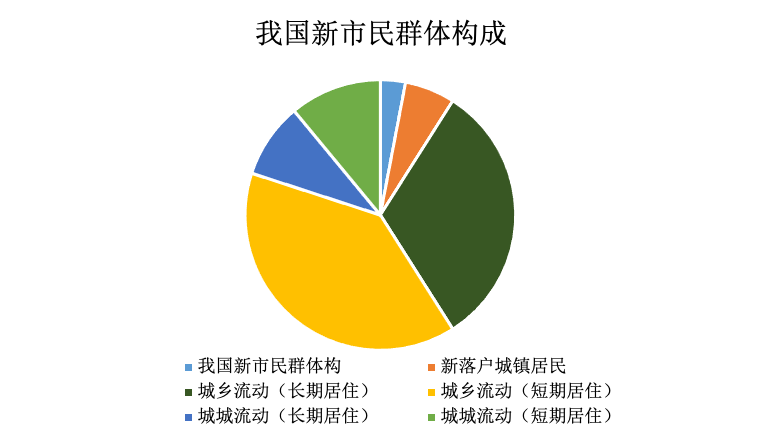 我国新市民群体构成
我国新市民群体构 新落户城镇居民
城乡流动（长期居住） 城乡流动（短期居住）
城城流动（长期居住） 城城流动（短期居住）